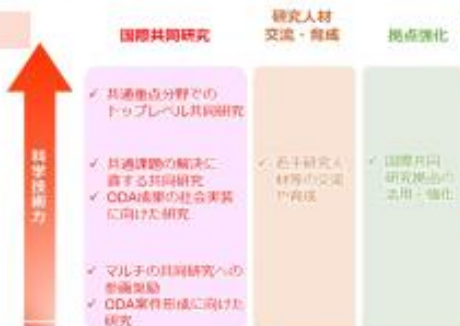 国際共同研究
研究人材
交流・育成
拠点強化
科学技術力
✓ 共通重点分野での
トップレベル共同研究
✓ 共通課題の解決に
資する共同研究
✓ ODA成果の社会実装
に向けた研究
✓ マルチの共同研究への
参画奨励
✓ ODA案件形成に向けた
研究
✓ 若手研究人
材等の交流
や育成
✓ 国際共同
研究拠点の
活用・強化